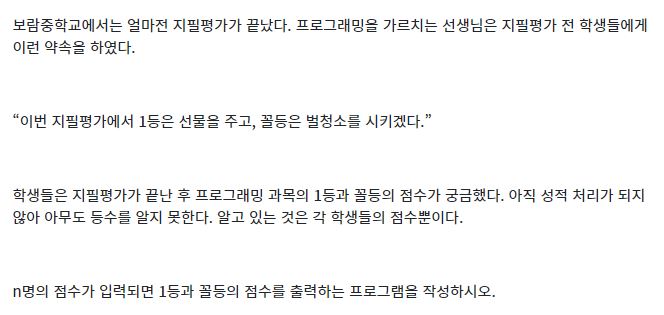 보람중학교에서는 얼마전 지필평가가 끝났다. 프로그래밍을 가르치는 선생님은 지필평가 전 학생들에게
이런 약속을 하였다.
“이번 지필평가에서 1등은 선물을 주고, 꼴등은 벌청소를 시키겠다.”
학생들은 지필평가가 끝난 후 프로그래밍 과목의 1등과 꼴등의 점수가 궁금했다. 아직 성적 처리가 되지
않아 아무도 등수를 알지 못한다. 알고 있는 것은 각 학생들의 점수뿐이다.
n명의 점수가 입력되면 1등과 꼴등의 점수를 출력하는 프로그램을 작성하시오.